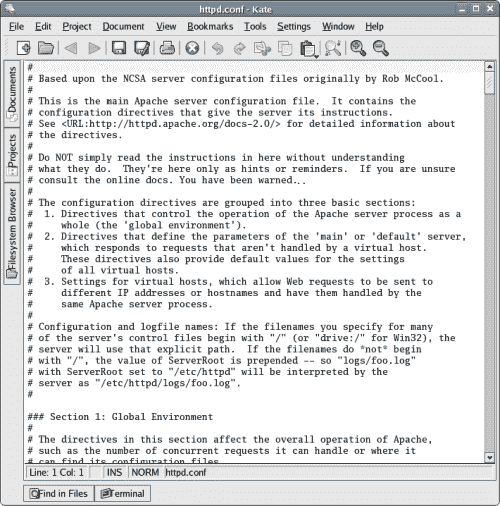 httpd.conf - Kate
File Edit Project Document View Bookmarks Tools Settings Window Help
Documents
Projects
Filesystem Browser
#
# Based upon the NCSA server configuration files originally by Rob McCool.
#
# This is the main Apache server configuration file.  It contains the
# configuration directives that give the server its instructions.
# See <URL:http://httpd.apache.org/docs-2.0/> for detailed information about
# the directives.
#
# Do NOT simply read the instructions in here without understanding
# what they do.  They're here only as hints or reminders.  If you are unsure
# consult the online docs. You have been warned..
#
# The configuration directives are grouped into three basic sections:
#  1. Directives that control the operation of the Apache server process as a
#     whole (the 'global environment').
#  2. Directives that define the parameters of the 'main' or 'default' server,
#     which responds to requests that aren't handled by a virtual host.
#     These directives also provide default values for the settings
#     of all virtual hosts.
#  3. Settings for virtual hosts, which allow Web requests to be sent to
#     different IP addresses or hostnames and have them handled by the
#     same Apache server process.
#
# Configuration and logfile names: If the filenames you specify for many
# of the server's control files begin with "/" (or "drive:/" for Win32), the
# server will use that explicit path.  If the filenames do *not* begin
# with "/", the value of ServerRoot is prepended -- so "logs/foo.log"
# with ServerRoot set to "/etc/httpd" will be interpreted by the
# server as "/etc/httpd/logs/foo.log".
#
### Section 1: Global Environment
#
# The directives in this section affect the overall operation of Apache,
# such as the number of concurrent requests it can handle or where it
# can find its configuration files
Line: 1 Col: 1 INS NORM httpd.conf
Find in Files Terminal